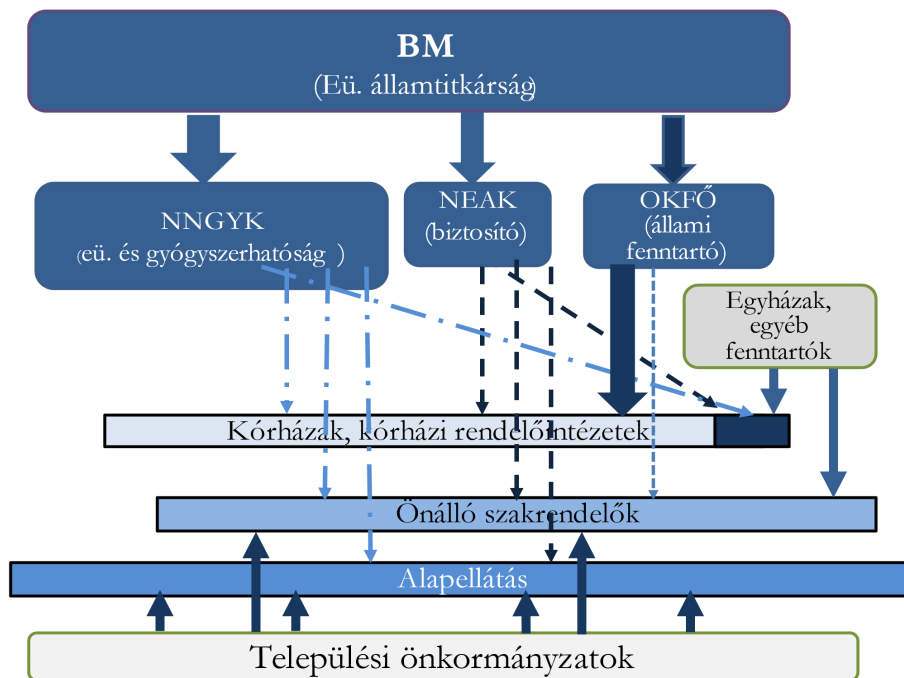 BM
(Eü. államtitkárság)
NNGYK
(eü. és gyógyszerhatóság )
NEAK
(biztosító)
OKFŐ
(állami
fenntartó)
Egyházak,
egyéb
fenntartók
Kórházak, kórházi rendelőintézetek
Önálló szakrendelők
Alapellátás
Települési önkormányzatok